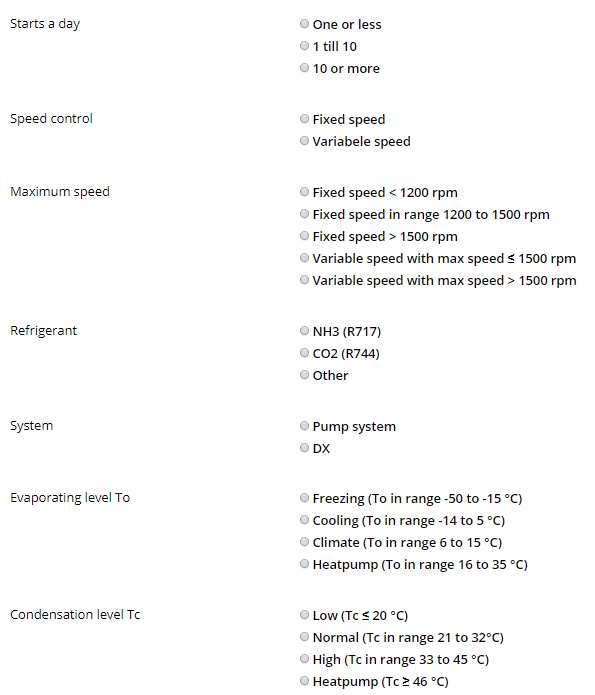 Starts a day
One or less
1 till 10
10 or more
Speed control
Fixed speed
Variabele speed
Maximum speed
Fixed speed < 1200 rpm
Fixed speed in range 1200 to 1500 rpm
Fixed speed > 1500 rpm
Variable speed with max speed ≤ 1500 rpm
Variable speed with max speed > 1500 rpm
Refrigerant
NH3 (R717)
CO2 (R744)
Other
System
Pump system
DX
Evaporating level To
Freezing (To in range -50 to -15 °C)
Cooling (To in range -14 to 5 °C)
Climate (To in range 6 to 15 °C)
Heatpump (To in range 16 to 35 °C)
Condensation level Tc
Low (Tc ≤ 20 °C)
Normal (Tc in range 21 to 32°C)
High (Tc in range 33 to 45 °C)
Heatpump (Tc ≥ 46 °C)